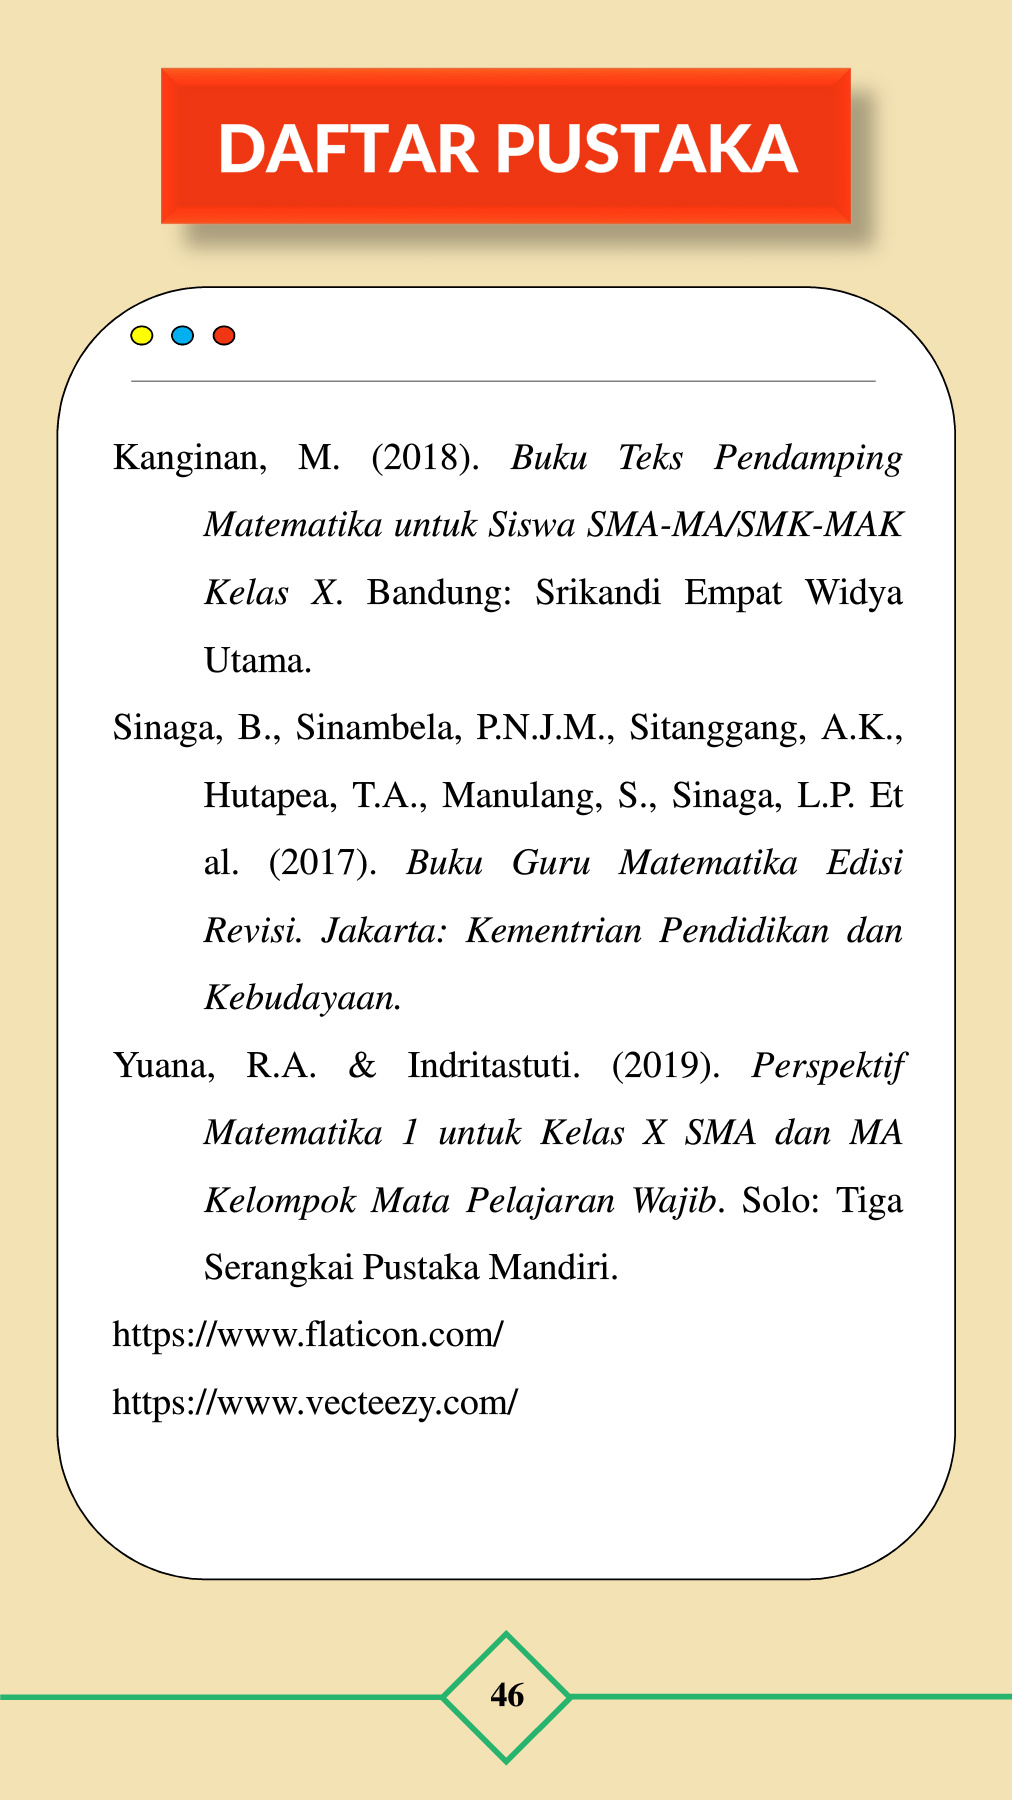 DAFTAR PUSTAKA
Kanginan, M. (2018). Buku Teks Pendamping
Matematika untuk Siswa SMA-MA/SMK-MAK
Kelas X. Bandung: Srikandi Empat Widya
Utama.
Sinaga, B., Sinambela, P.N.J.M., Sitanggang, A.K.,
Hutapea, T.A., Manulang, S., Sinaga, L.P. Et
al. (2017). Buku Guru Matematika Edisi
Revisi. Jakarta: Kementrian Pendidikan dan
Kebudayaan.
Yuana, R.A. & Indritastuti. (2019). Perspektif
Matematika 1 untuk Kelas X SMA dan MA
Kelompok Mata Pelajaran Wajib. Solo: Tiga
Serangkai Pustaka Mandiri.
https://www.flaticon.com/
https://www.vecteezy.com/
46